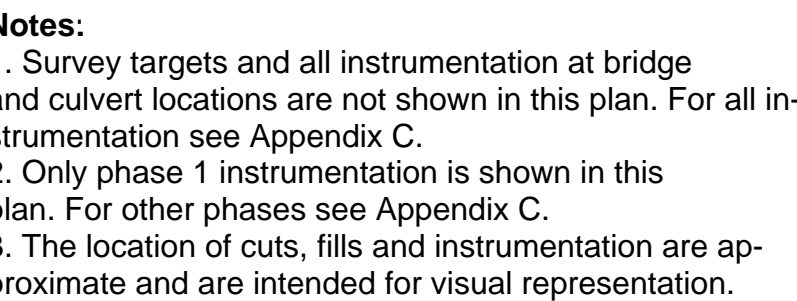 Notes:
1. Survey targets and all instrumentation at bridge
and culvert locations are not shown in this plan. For all in-
strumentation see Appendix C.
2. Only phase 1 instrumentation is shown in this
plan. For other phases see Appendix C.
3. The location of cuts, fills and instrumentation are ap-
proximate and are intended for visual representation.